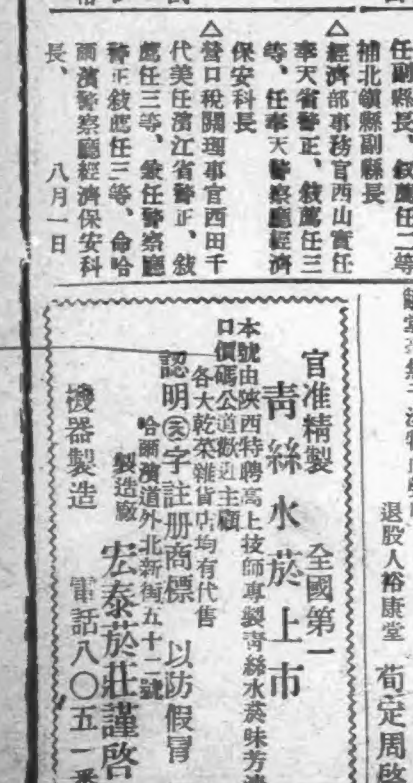 任副縣長、敍薦任二等
補北鎮縣副縣長
△經濟部事務官西山實任
奉天省警正、敍薦任三
等、任奉天警察廳經濟
保安科長
△營口稅關理事官西田千
代美任濱江省警正、敍
薦任三等、兼任警察廳
警正敍薦任三等、命哈
爾濱警察廳經濟保安科
長、　八月一日
退股人裕康堂　荀定周啓
官准精製　全國第一
靑絲水菸上市
本號由陝西特聘高上技師專製靑絲水菸味芳
口價碼公道歡迎主顧
各大乾菜雜貨店均有代售
認明字註册商標　以防假冒
哈爾濱道外北新街五十二號
製造廠　宏泰菸莊謹啓
機器製造　電話八〇五一番